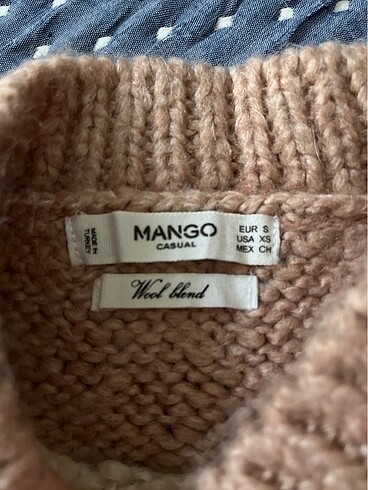 MADE IN
TURKEY
MANGO
CASUAL
EUR S
USA XS
MEX CH
Wool blend